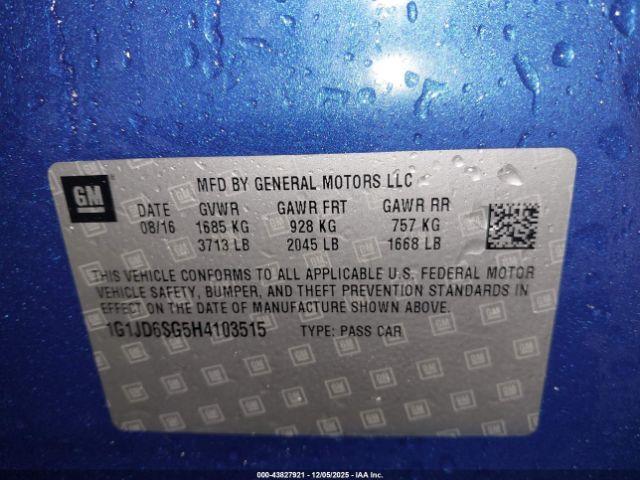 GM
MFD BY GENERAL MOTORS LLC
DATE GVWR GAWR FRT GAWR RR
08/16 1685 KG 928 KG 757 KG
3713 LB 2045 LB 1668 LB
THIS VEHICLE CONFORMS TO ALL APPLICABLE U.S. FEDERAL MOTOR
VEHICLE SAFETY, BUMPER, AND THEFT PREVENTION STANDARDS IN
EFFECT ON THE DATE OF MANUFACTURE SHOWN ABOVE.
1G1JD6SG5H4103515 TYPE: PASS CAR
000-43827921 - 12/05/2025 - IAA Inc.